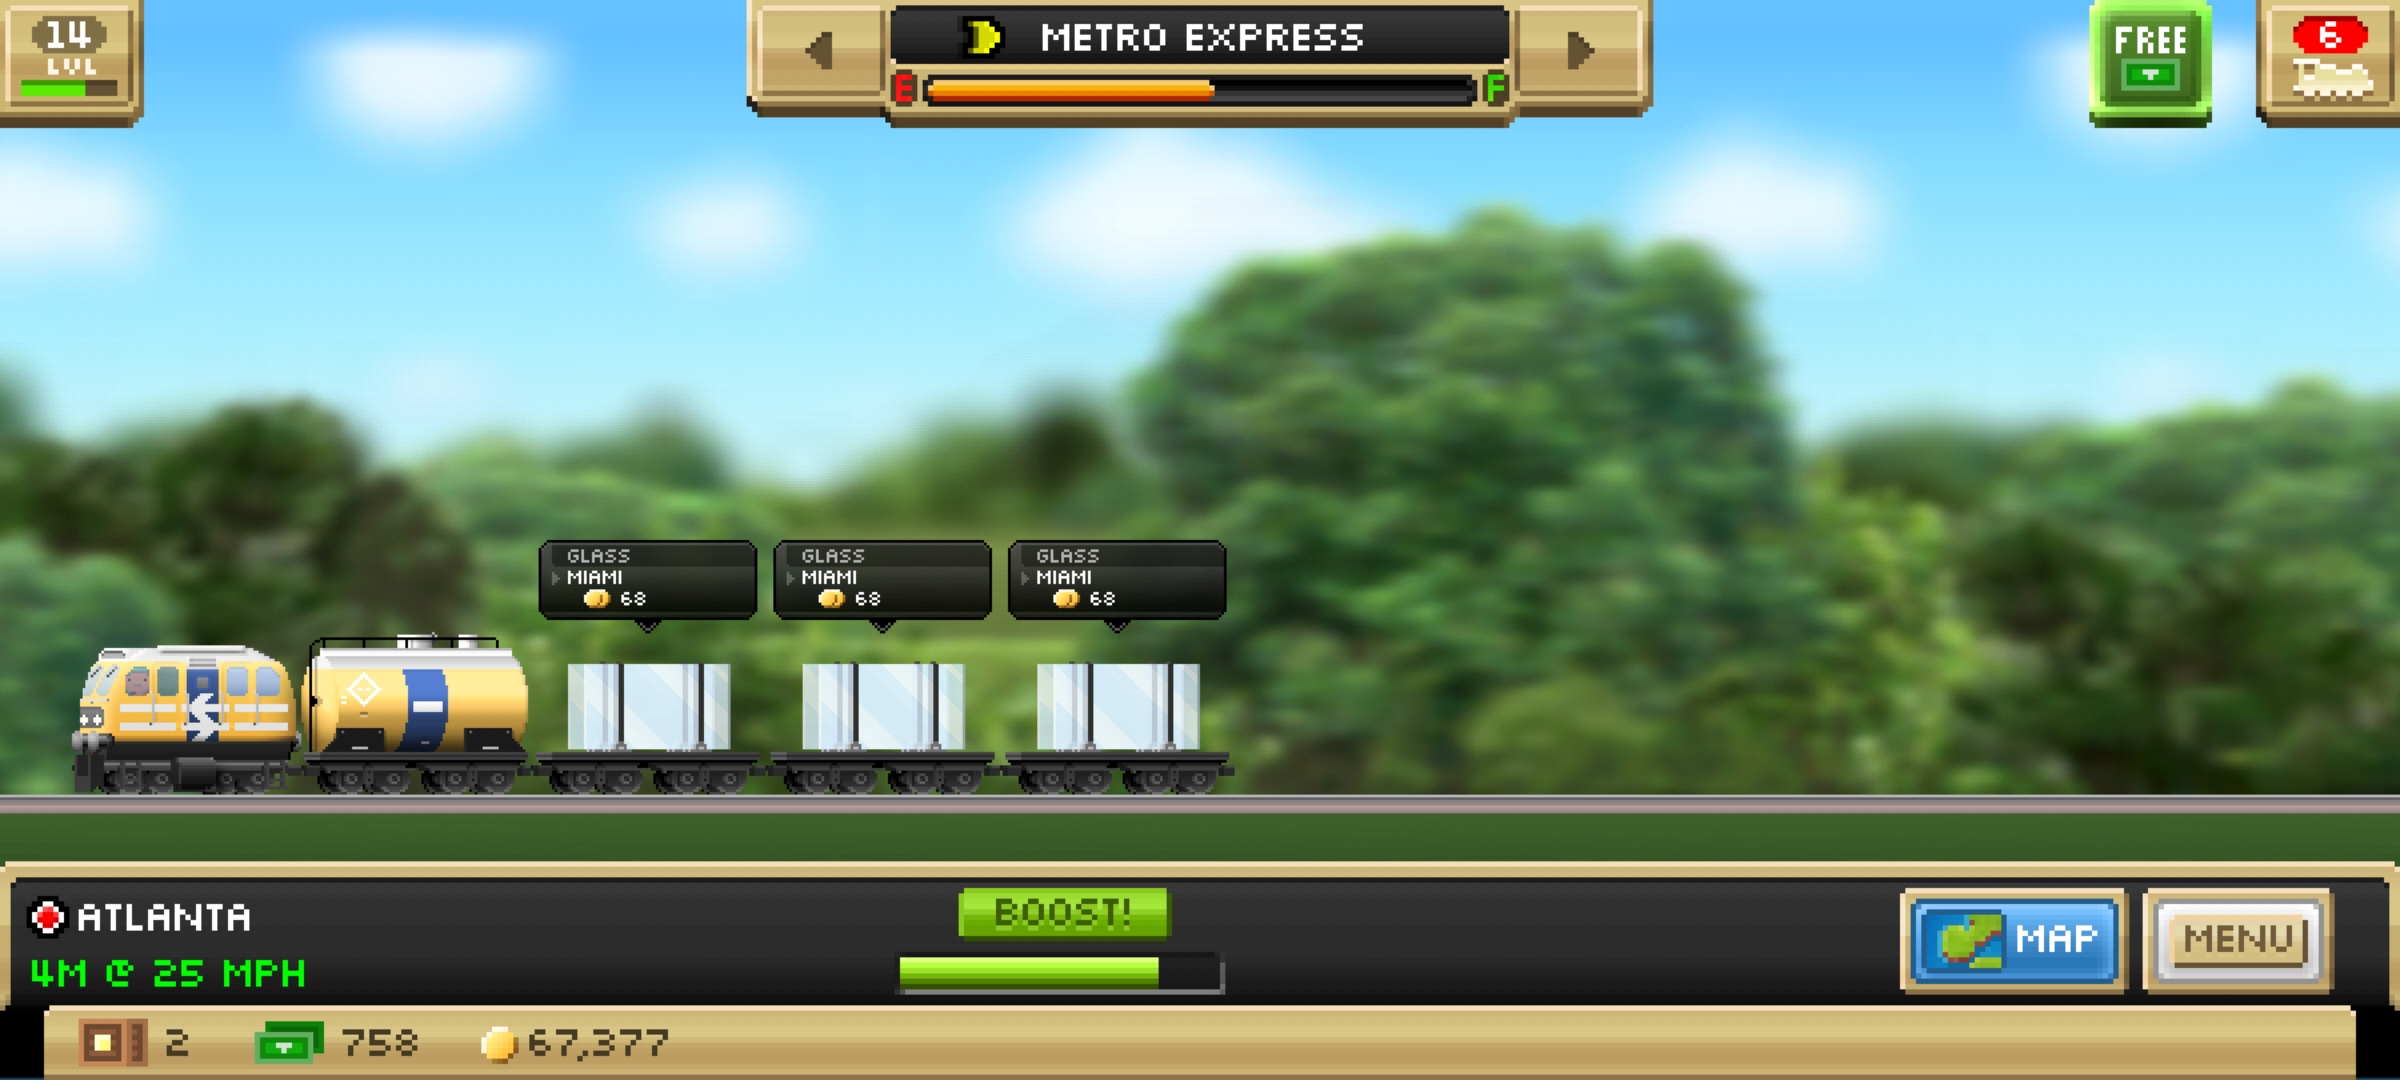 14
LVL
METRO EXPRESS
E F
FREE
6
GLASS
MIAMI
68
GLASS
MIAMI
68
GLASS
MIAMI
68
ATLANTA
4M @ 25 MPH
BOOST!
MAP
MENU
2
758
67,377